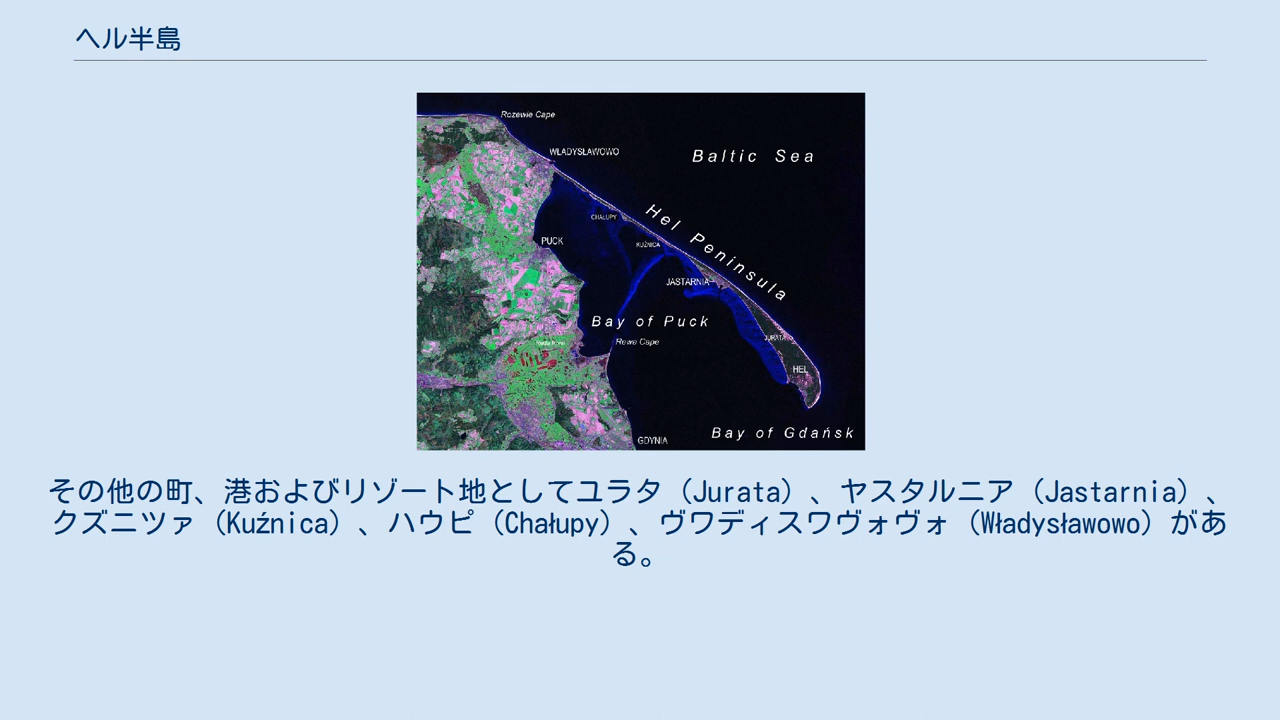 ヘル半島
Rozewie Cape
WŁADYSŁAWOWO
Baltic Sea
CHAŁUPY
Hel Peninsula
PUCK
KUŹNICA
JASTARNIA
Bay of Puck
Rewe Cape
JURATA
HEL
Bay of Gdańsk
GDYNIA
その他の町、港およびリゾート地としてユラタ（Jurata）、ヤスタルニア（Jastarnia）、
クズニツァ（Kuźnica）、ハウピ（Chałupy）、ヴワディスワヴォヴォ（Władysławowo）があ
る。